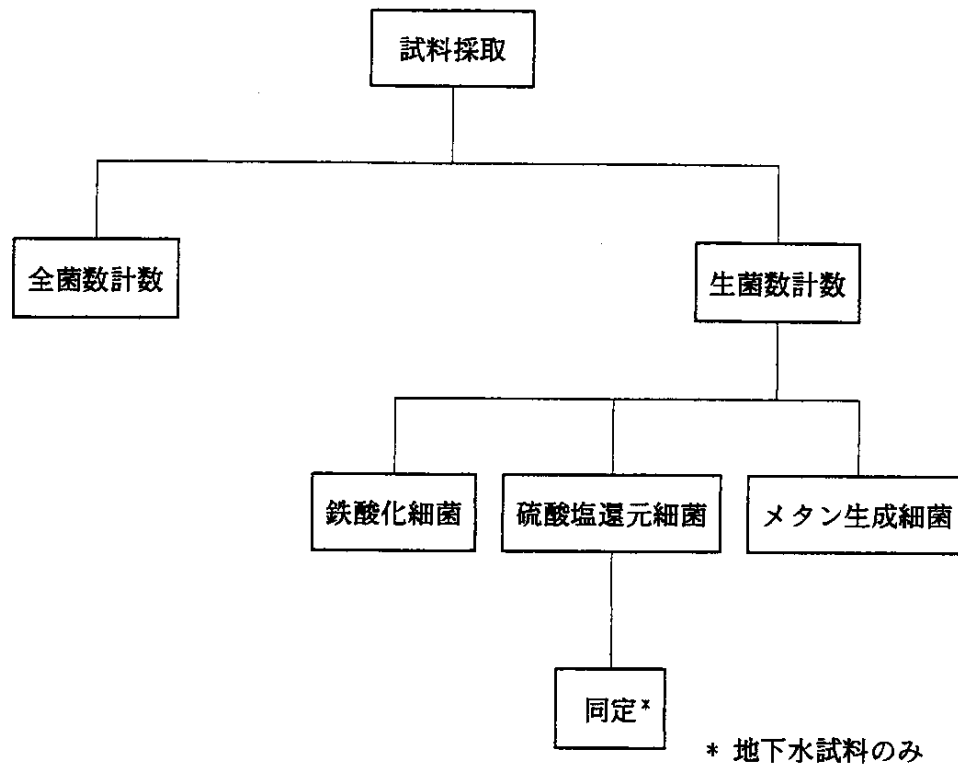 試料採取
全菌数計数
生菌数計数
鉄酸化細菌
硫酸塩還元細菌
メタン生成細菌
同定*
* 地下水試料のみ